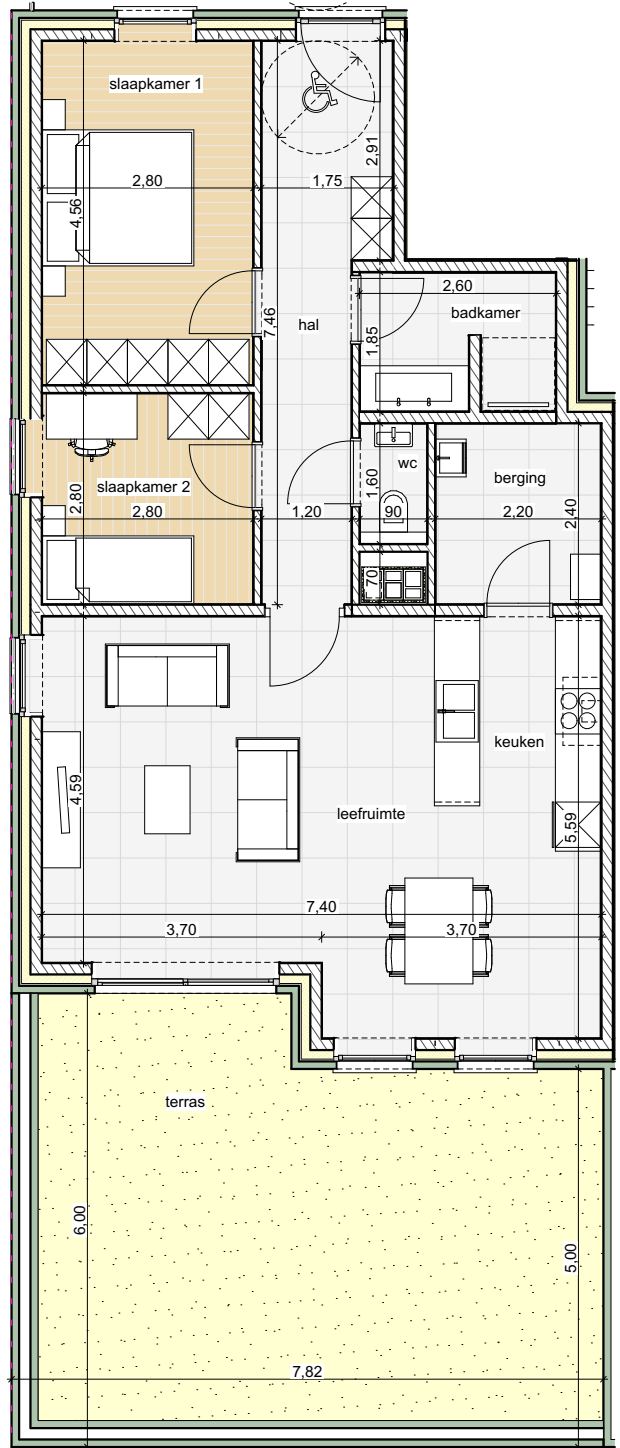 slaapkamer 1
2,91
2,80
1,75
4,56
2,60
badkamer
hal
7,46
1,85
wc
berging
slaapkamer 2
2,80
1,60
2,80
1,20
90
2,20
2,40
70
keuken
4,59
leefruimte
5,59
7,40
3,70
3,70
terras
6,00
5,00
7,82